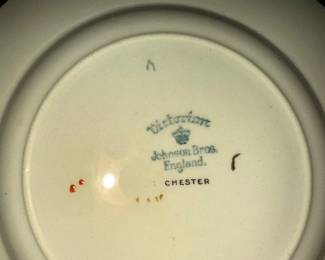 Victorian
Johnson Bros.
England.
CHESTER